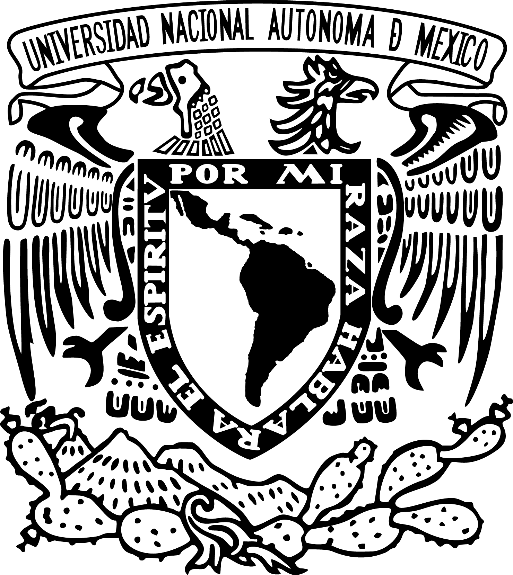 UNIVERSIDAD NACIONAL AUTONOMA Ð MEXICO
POR MI RAZA HABLARA EL ESPIRITU